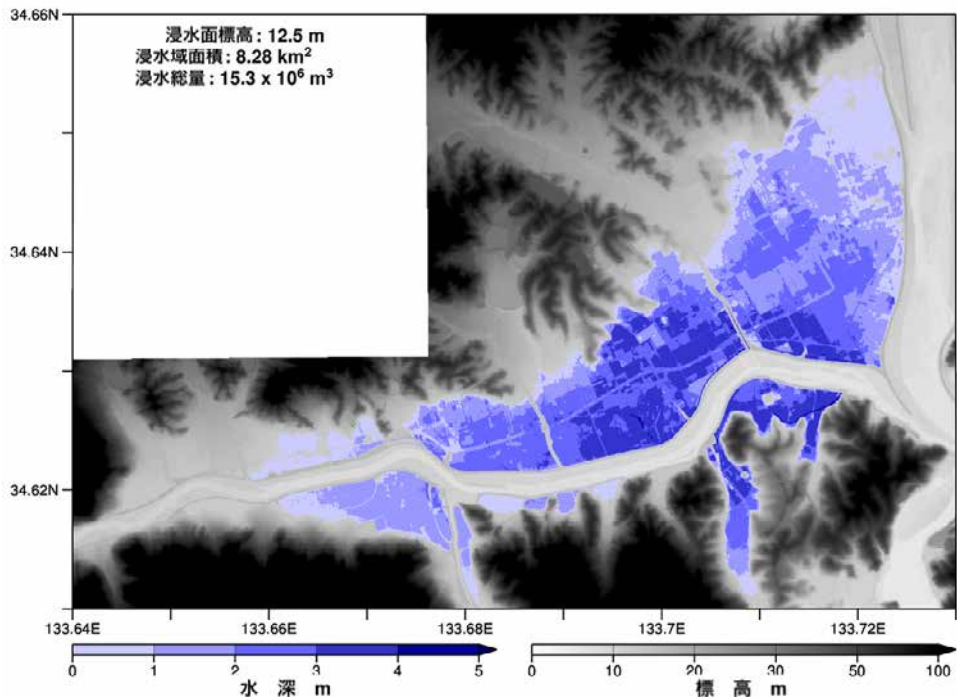 浸水面標高 : 12.5 m
浸水域面積 : 8.28 km²
浸水総量 : 15.3 x 10⁶ m³
34.66N
34.64N
34.62N
133.64E 133.66E 133.68E 133.7E 133.72E
0 1 2 3 4 5
水 深 m
0 10 20 30 50 100
標 高 m